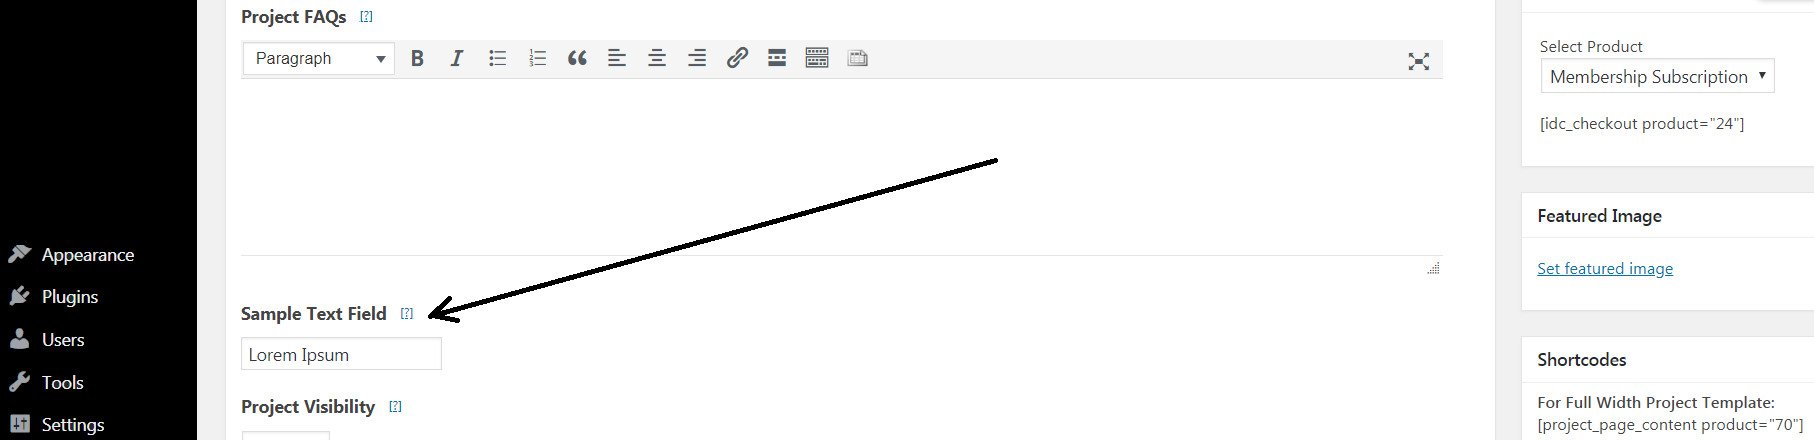 Project FAQs [?]
Paragraph
B I
Sample Text Field [?]
Lorem Ipsum
Project Visibility [?]
Appearance
Plugins
Users
Tools
Settings
Select Product
Membership Subscription
[idc_checkout product="24"]
Featured Image
Set featured image
Shortcodes
For Full Width Project Template:
[project_page_content product="70"]